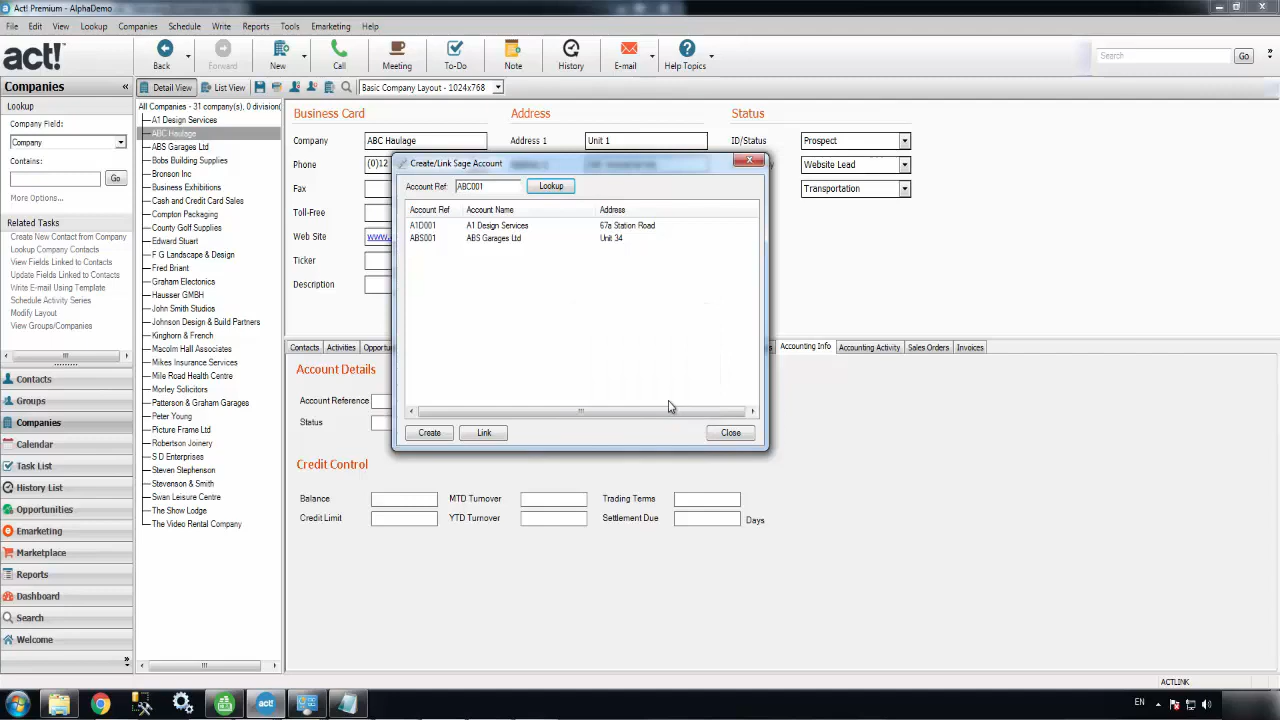 Act! Premium - AlphaDemo
File Edit View Lookup Companies Schedule Write Reports Tools Emarketing Help
act!
Back Forward New Call Meeting To-Do Note History E-mail Help Topics Search Go
Companies «
Detail View List View Basic Company Layout - 1024x768
Lookup
Company Field:
Company
Contains:
Go
More Options...
Related Tasks
Create New Contact from Company
Lookup Company Contacts
View Fields Linked to Contacts
Update Fields Linked to Contacts
Write E-mail Using Template
Schedule Activity Series
Modify Layout
View Groups/Companies
Contacts
Groups
Companies
Calendar
Task List
History List
Opportunities
Emarketing
Marketplace
Reports
Dashboard
Search
Welcome
All Companies - 31 company(s), 0 division
A1 Design Services
ABC Haulage
ABS Garages Ltd
Bobs Building Supplies
Bronson Inc
Business Exhibitions
Cash and Credit Card Sales
Compton Packaging
County Golf Supplies
Edward Stuart
F G Landscape & Design
Fred Briant
Graham Electonics
Hausser GMBH
John Smith Studios
Johnson Design & Build Partners
Kinghorn & French
Macolm Hall Associates
Mikes Insurance Services
Mile Road Health Centre
Morley Solicitors
Patterson & Graham Garages
Peter Young
Picture Frame Ltd
Robertson Joinery
S D Enterprises
Steven Stephenson
Stevenson & Smith
Swan Leisure Centre
The Show Lodge
The Video Rental Company
Business Card Address Status
Company ABC Haulage Address 1 Unit 1 ID/Status Prospect
Phone (0)12 Website Lead
Fax Transportation
Toll-Free
Web Site www.
Ticker
Description
Create/Link Sage Account
Account Ref: ABC001 Lookup
Account Ref Account Name Address
A1D001 A1 Design Services 67a Station Road
ABS001 ABS Garages Ltd Unit 34
Create Link Close
Contacts Activities Opportu Accounting Info Accounting Activity Sales Orders Invoices
Account Details
Account Reference
Status
Credit Control
Balance MTD Turnover Trading Terms
Credit Limit YTD Turnover Settlement Due Days
ACTLINK
act! EN